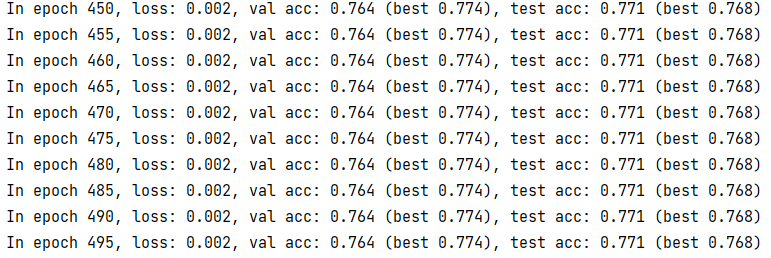 In epoch 450, loss: 0.002, val acc: 0.764 (best 0.774), test acc: 0.771 (best 0.768)
In epoch 455, loss: 0.002, val acc: 0.764 (best 0.774), test acc: 0.771 (best 0.768)
In epoch 460, loss: 0.002, val acc: 0.764 (best 0.774), test acc: 0.771 (best 0.768)
In epoch 465, loss: 0.002, val acc: 0.764 (best 0.774), test acc: 0.771 (best 0.768)
In epoch 470, loss: 0.002, val acc: 0.764 (best 0.774), test acc: 0.771 (best 0.768)
In epoch 475, loss: 0.002, val acc: 0.764 (best 0.774), test acc: 0.771 (best 0.768)
In epoch 480, loss: 0.002, val acc: 0.764 (best 0.774), test acc: 0.771 (best 0.768)
In epoch 485, loss: 0.002, val acc: 0.764 (best 0.774), test acc: 0.771 (best 0.768)
In epoch 490, loss: 0.002, val acc: 0.764 (best 0.774), test acc: 0.771 (best 0.768)
In epoch 495, loss: 0.002, val acc: 0.764 (best 0.774), test acc: 0.771 (best 0.768)